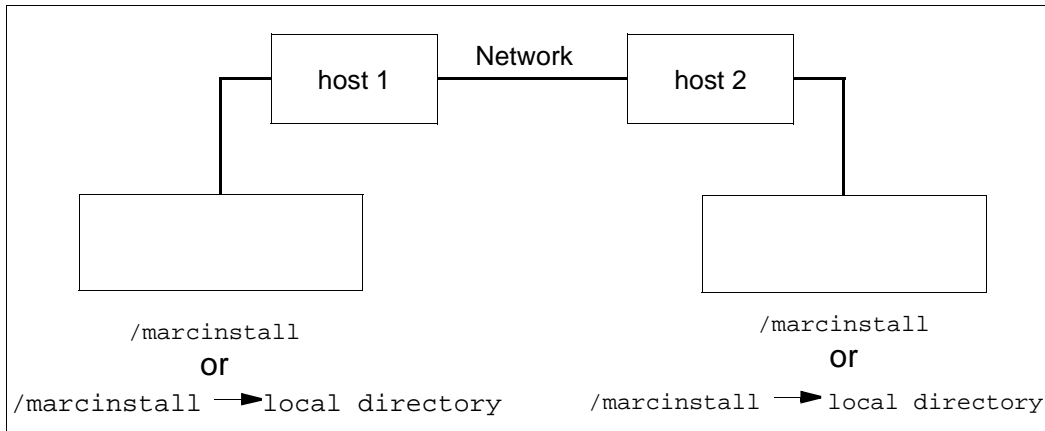 Network
host 1
host 2
/marcinstall
or
/marcinstall local directory
/marcinstall
or
/marcinstall local directory